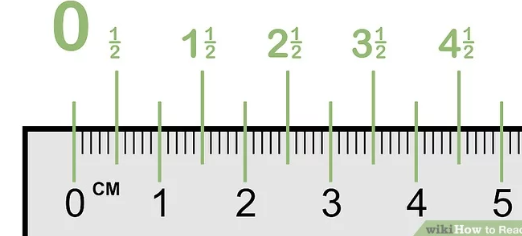 0 ½ 1½ 2½ 3½ 4½
0 CM 1 2 3 4 5
wikiHow to Read